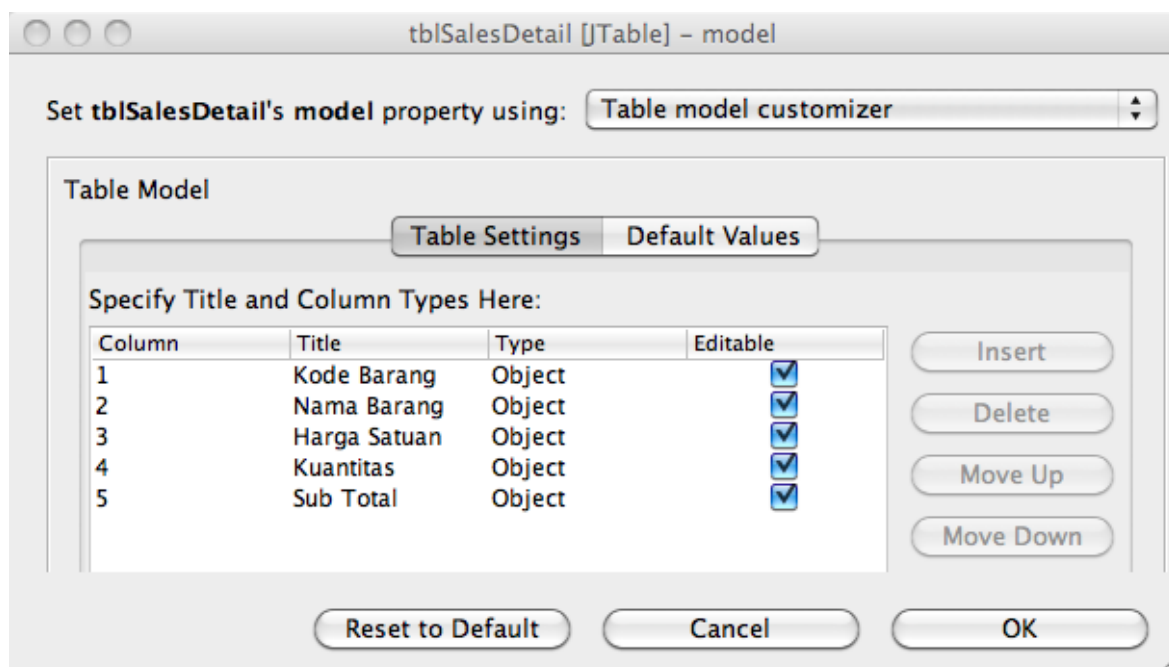 tblSalesDetail [JTable] – model
Set tblSalesDetail's model property using: Table model customizer
Table Model
Table Settings Default Values
Specify Title and Column Types Here:
Column Title Type Editable
1 Kode Barang Object
2 Nama Barang Object
3 Harga Satuan Object
4 Kuantitas Object
5 Sub Total Object
Insert
Delete
Move Up
Move Down
Reset to Default Cancel OK